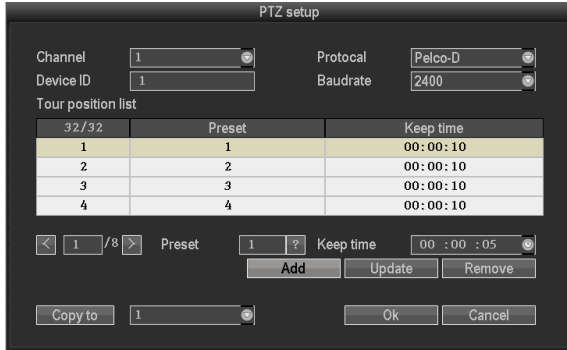 PTZ setup
Channel 1 Protocal Pelco-D
Device ID 1 Baudrate 2400
Tour position list
32/32 Preset Keep time
1 1 00:00:10
2 2 00:00:10
3 3 00:00:10
4 4 00:00:10
< 1 /8 > Preset 1 ? Keep time 00 :00 :05
Add Update Remove
Copy to 1 Ok Cancel